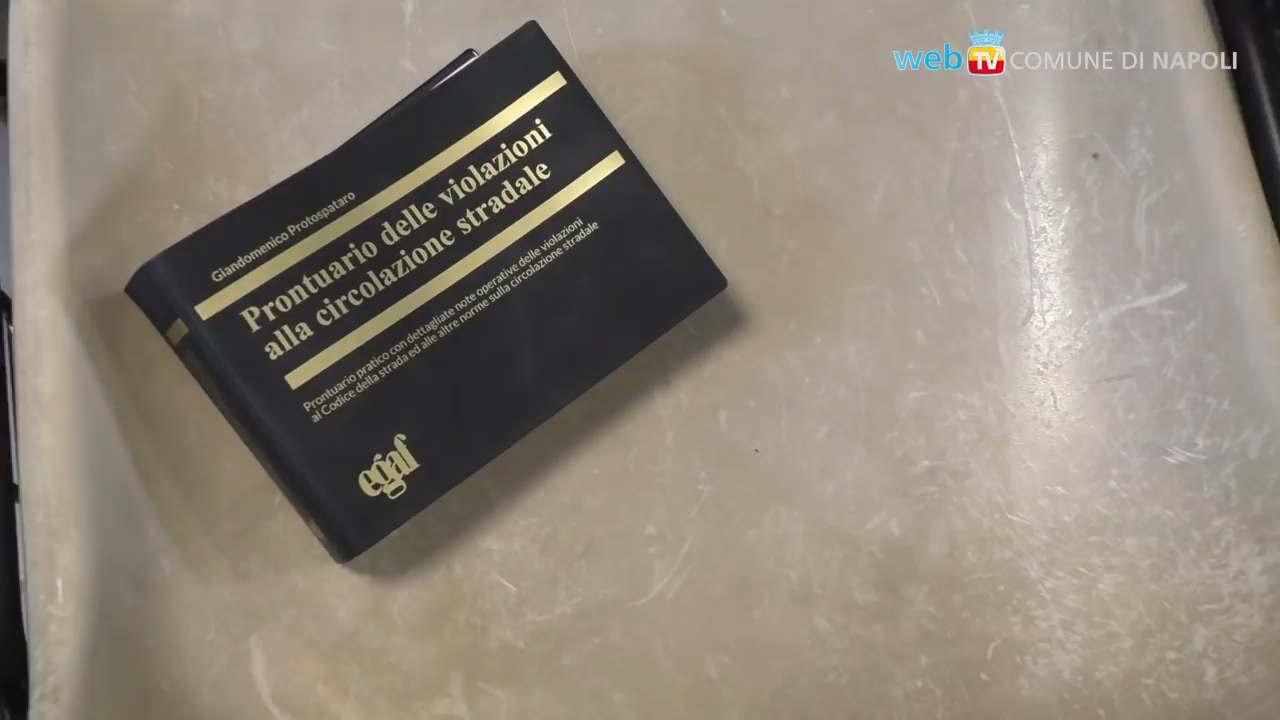 web TV COMUNE DI NAPOLI
Giandomenico Protospataro
Prontuario delle violazioni
alla circolazione stradale
Prontuario pratico con dettagliate note operative delle violazioni
al Codice della strada ed alle altre norme sulla circolazione stradale
egaf